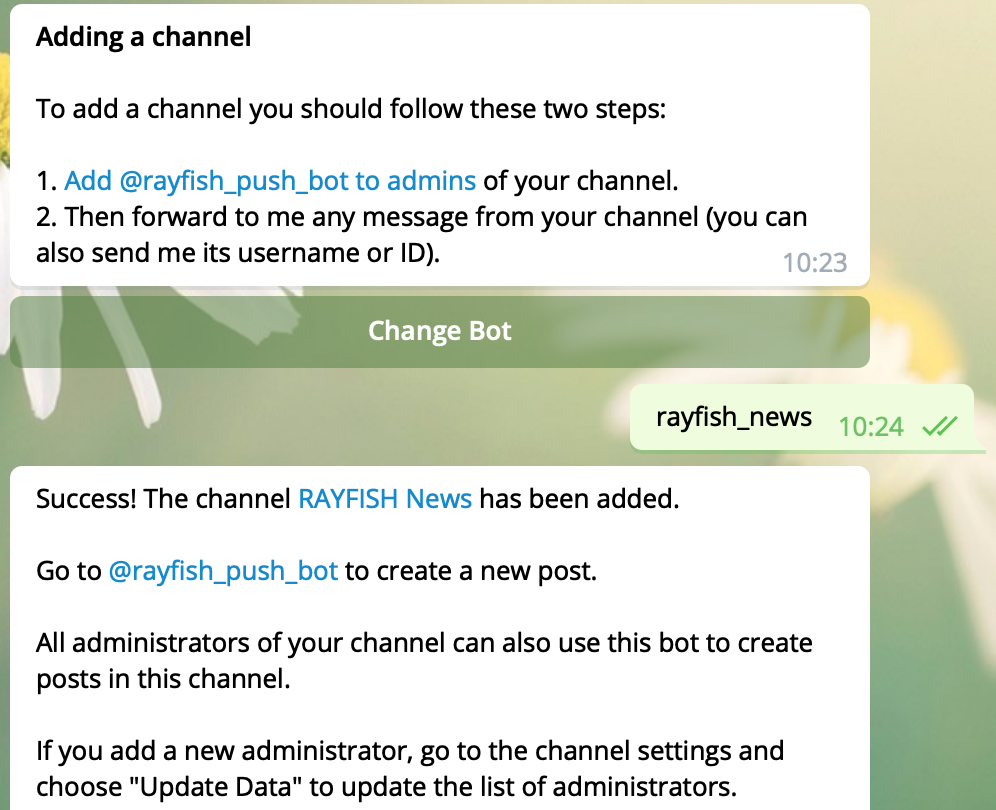 Adding a channel
To add a channel you should follow these two steps:
1. Add @rayfish_push_bot to admins of your channel.
2. Then forward to me any message from your channel (you can
also send me its username or ID).
10:23
Change Bot
rayfish_news 10:24
Success! The channel RAYFISH News has been added.
Go to @rayfish_push_bot to create a new post.
All administrators of your channel can also use this bot to create
posts in this channel.
If you add a new administrator, go to the channel settings and
choose "Update Data" to update the list of administrators.